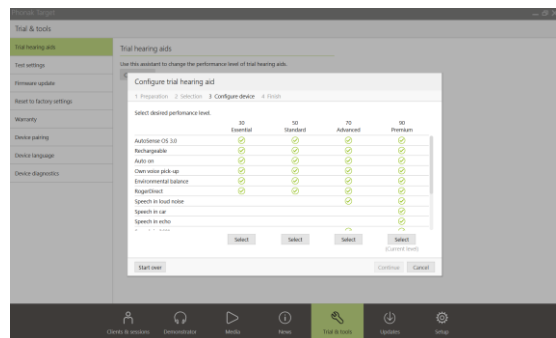 Phonak Target
Trial & tools
Trial hearing aids
Test settings
Firmware update
Reset to factory settings
Warranty
Device pairing
Device language
Device diagnostics
Trial hearing aids
Use this assistant to change the performance level of trial hearing aids.
Configure trial hearing aid
1 Preparation 2 Selection 3 Configure device 4 Finish
Select desired performance level.
30 50 70 90
Essential Standard Advanced Premium
AutoSense OS 3.0
Rechargeable
Auto on
Own voice pick-up
Environmental balance
RogerDirect
Speech in loud noise
Speech in car
Speech in echo
Select Select Select Select
(Current level)
Start over Continue Cancel
Clients & sessions Demonstrator Media News Trial & tools Updates Setup